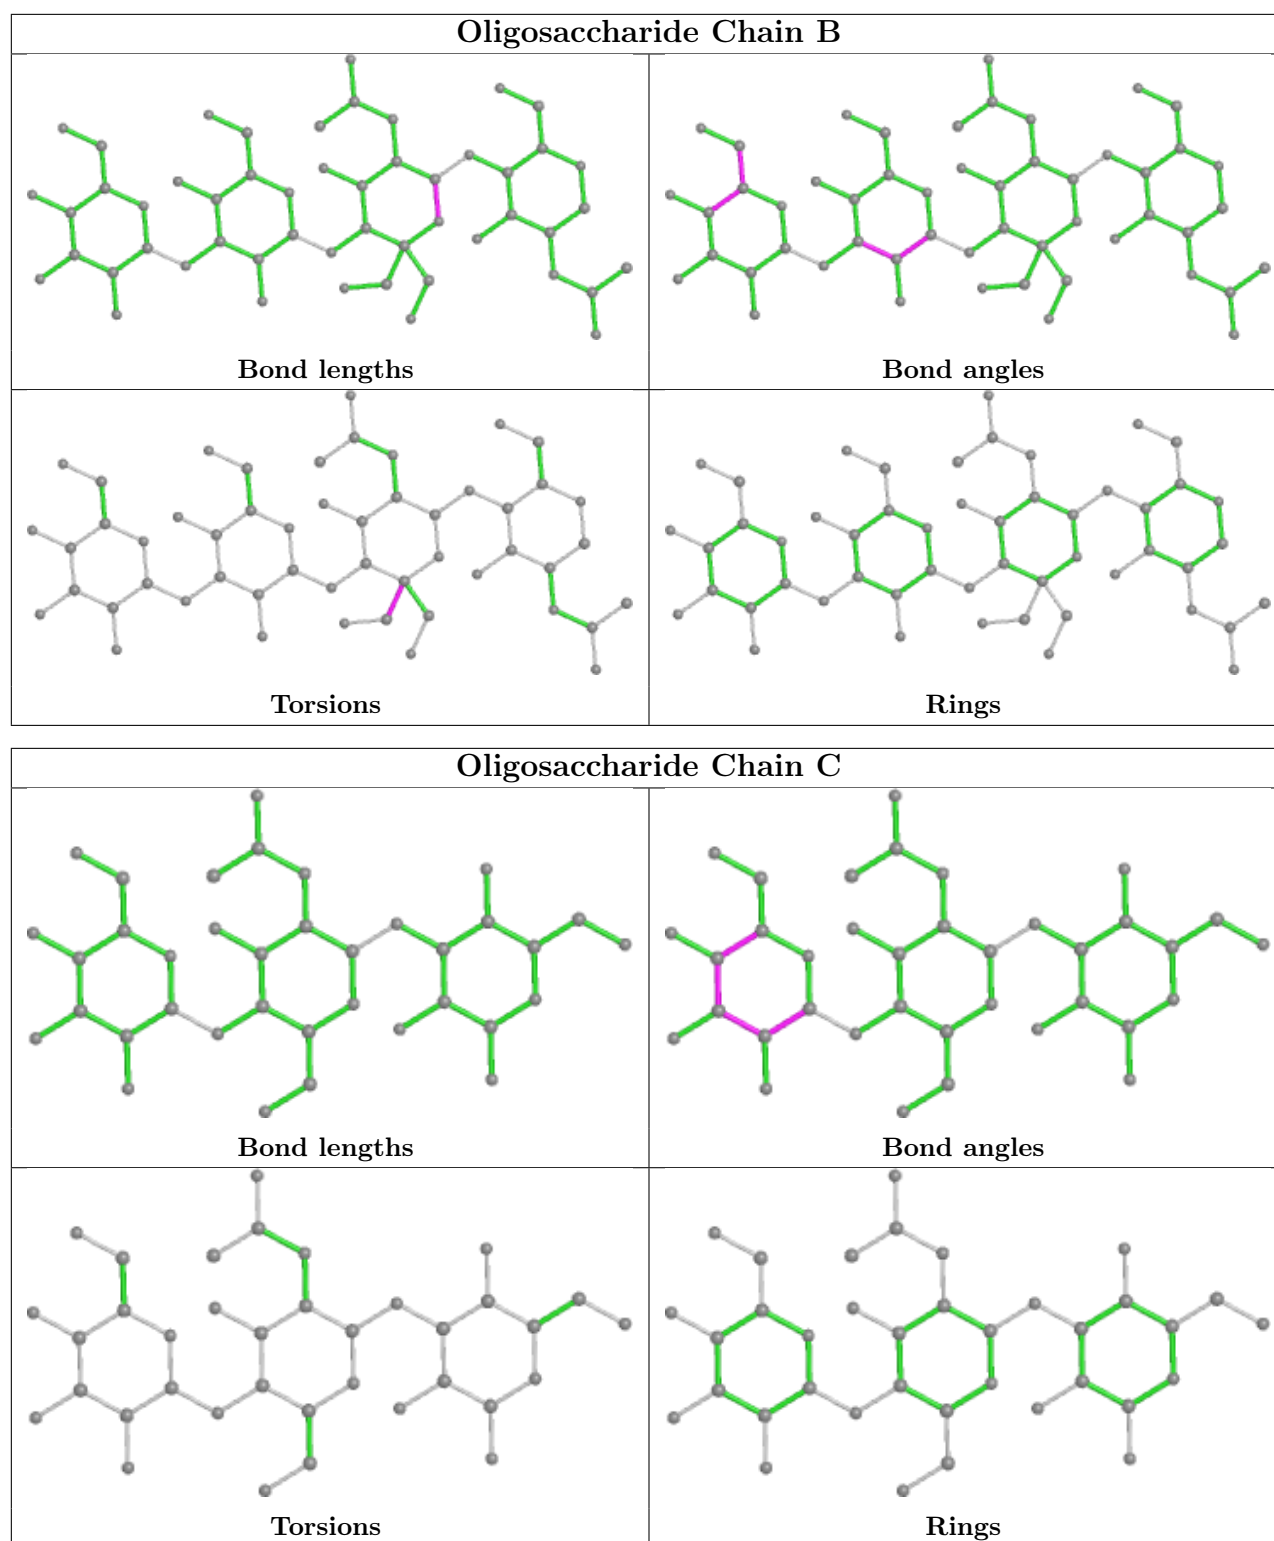 Oligosaccharide Chain B
Bond lengths
Bond angles
Torsions
Rings
Oligosaccharide Chain C
Bond lengths
Bond angles
Torsions
Rings